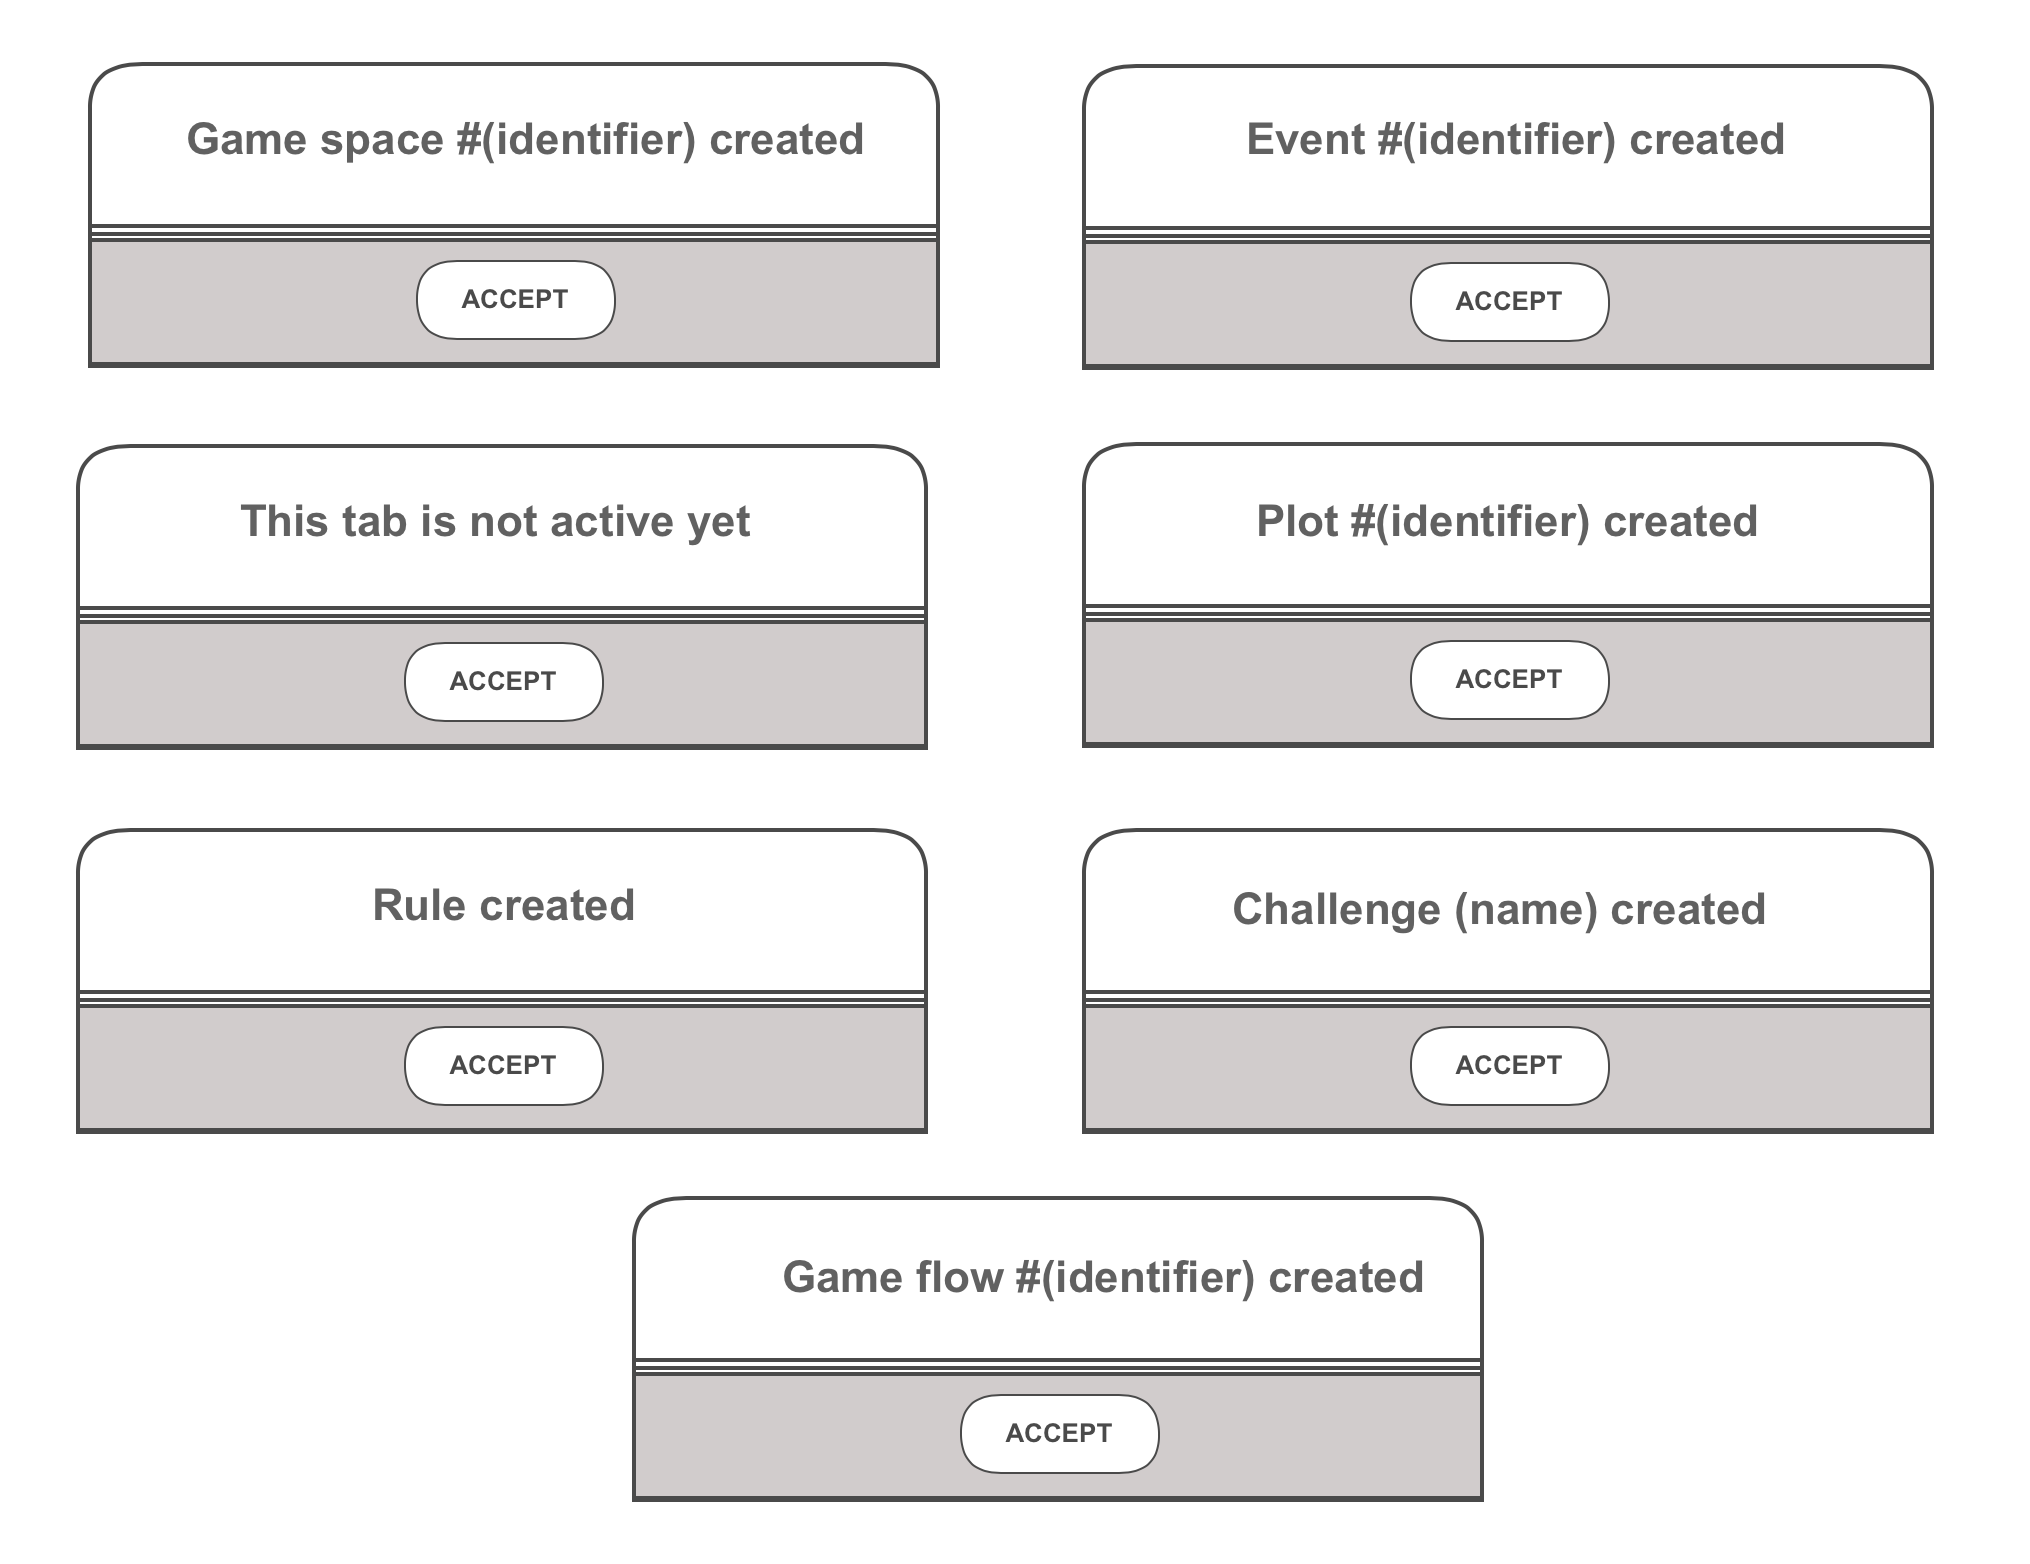 Game space #(identifier) created
ACCEPT
Event #(identifier) created
ACCEPT
This tab is not active yet
ACCEPT
Plot #(identifier) created
ACCEPT
Rule created
ACCEPT
Challenge (name) created
ACCEPT
Game flow #(identifier) created
ACCEPT